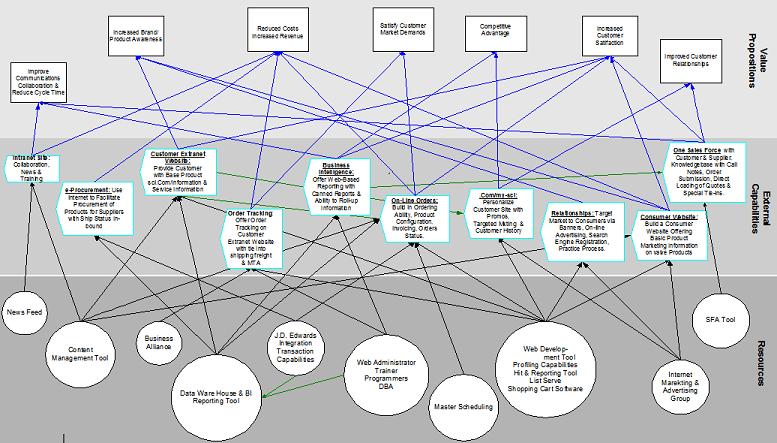 Increased Brand/
Product Awareness
Reduced Costs
Increased Revenue
Satisfy Customer
Market Demands
Competitive
Advantage
Increased
Customer
Satifaction
Improved Customer
Relationships
Improve
Communications
Collaboration &
Reduce Cycle Time
Value
Propositions
Intranet Site:
Collaboration,
News &
Training
e-Procurement: Use
Internet to Facilitate
Procurement of
Products for Suppliers
with Ship Status In-
bound
Customer Extranet
Website:
Provide Customer
with Base Product
sol Com/information &
Service Information
Order Tracking
Offer Order
Tracking on
Customer
Extranet Website
with tie into
shipping freight
& MTA
Business
Intelligence:
Offer Web-Based
Reporting with
Canned Reports &
Ability to Roll-up
Information
On-Line Orders:
Build In Ordering
Ability, Product
Configuration,
Invoicing, Orders
Status.
Com/my-scl:
Personalize
Customer Site with
Promos,
Targeted Mkting &
Customer History
Relationships: Target
Market to Consumers via
Banners, On-line
Advertising, Search
Engine Registration,
Practice Process.
Consumer Website:
Build a Consumer
Website Offering
Basic Product
Marketing Information
on value Products
One Sales Force with
Customer & Supplier.
Knowledgebase with Call
Notes, Order
Submission, Direct
Loading of Quotes &
Special Tie-ins.
External
Capabilities
News Feed
Content
Management Tool
Business
Alliance
Data Ware House & BI
Reporting Tool
J.D. Edwards
Integration
Transaction
Capabilities
Web Administrator
Trainer
Programmers
DBA
Master Scheduling
Web Develop-
ment Tool
Profiling Capabilities
Hit & Reporting Tool
List Serve
Shopping Cart Software
Internet
Marekting &
Advertising
Group
SFA Tool
Resources